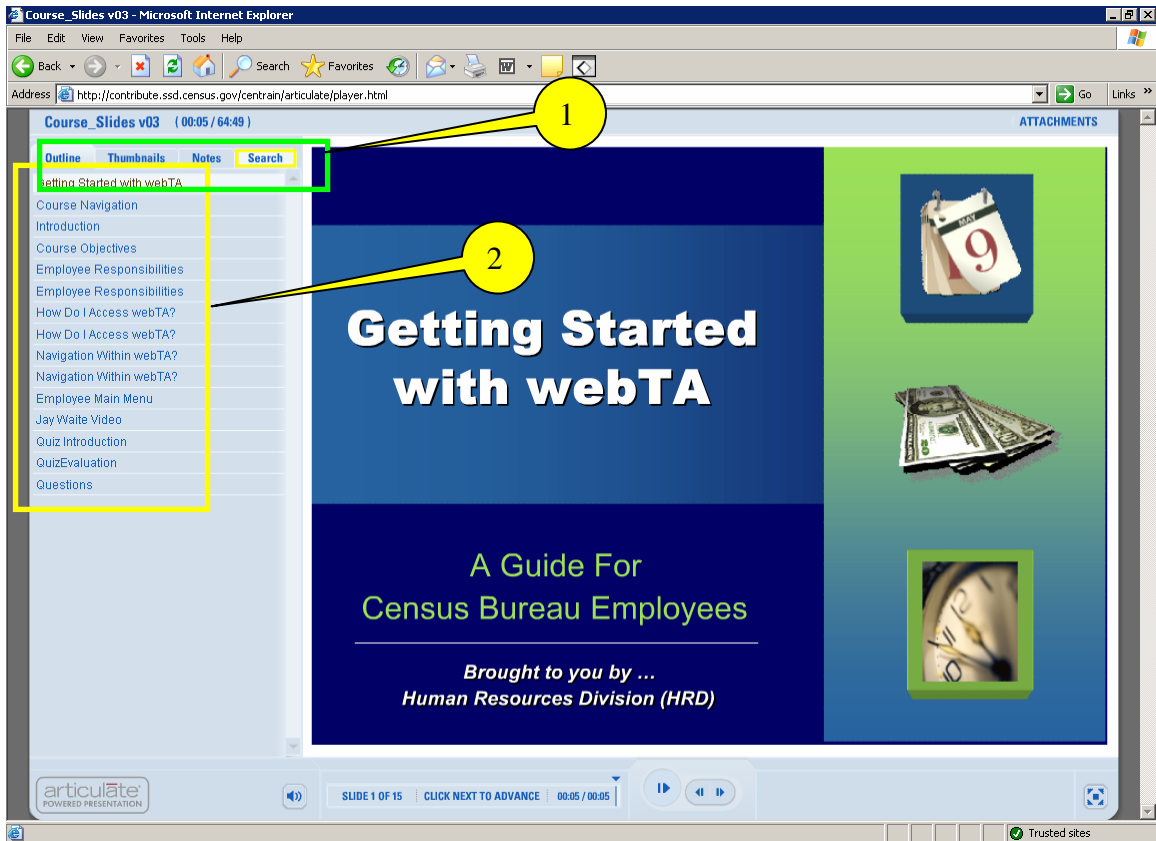 Course_Slides v03 - Microsoft Internet Explorer
File Edit View Favorites Tools Help
Back Search Favorites
Address http://contribute.ssd.census.gov/centrain/articulate/player.html Go Links »
Course_Slides v03 ( 00:05 / 64:49 ) ATTACHMENTS
1
Outline Thumbnails Notes Search
Getting Started with webTA
Course Navigation
Introduction
Course Objectives
Employee Responsibilities
Employee Responsibilities
How Do I Access webTA?
How Do I Access webTA?
Navigation Within webTA?
Navigation Within webTA?
Employee Main Menu
Jay Waite Video
Quiz Introduction
QuizEvaluation
Questions
2
MAY
19
Getting Started
with webTA
A Guide For
Census Bureau Employees
Brought to you by …
Human Resources Division (HRD)
12
11
10
articulate
POWERED PRESENTATION
SLIDE 1 OF 15 CLICK NEXT TO ADVANCE 00:05 / 00:05
Trusted sites